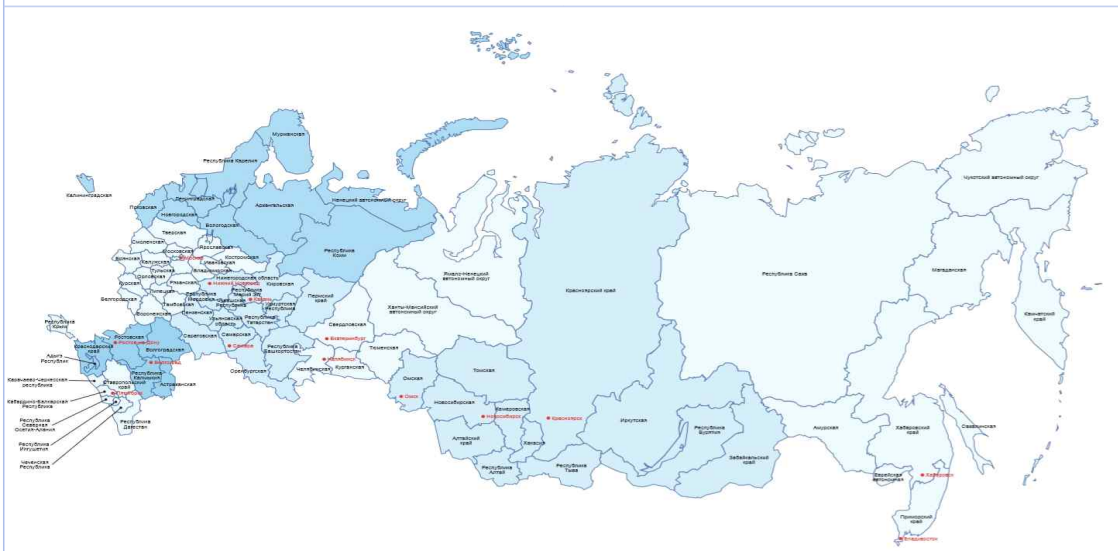 Мурманская
Республика Карелия
Калининградская
Чукотский автономный округ
Ленинградская
Архангельская
Ненецкий автономный округ
Псковская
Новгородская
Вологодская
Тверская
Смоленская
Ярославская
Республика
Коми
Московская
Москва
Костромская
Брянская
Калужская
Ивановская
Владимирская
Тульская
Орловская
Рязанская
Нижегородская область
Нижний Новгород
Кировская
Ямало-Ненецкий
автономный округ
Республика Саха
Магаданская
Курская
Липецкая
Казань
Удмуртская
Республика
Пермский
край
Красноярский край
Белгородская
Тамбовская
Пензенская
Воронежская
Ульяновская
область
Республика
Татарстан
Ханты-Мансийский
автономный округ
Камчатский
край
Республика
Крым
Саратовская
Самарская
Самара
Свердловская
Екатеринбург
Ростовская
Краснодарский
край
Волгоградская
Волгоград
Республика
Башкортостан
Тюменская
Челябинск
Челябинская
Курганская
Оренбургская
Республика
Калмыкия
Астраханская
Ставропольский
край
Карачаево-Черкесская
республика
Кабардино-Балкарская
Республика
Республика
Северная
Осетия-Алания
Республика
Дагестан
Республика
Ингушетия
Чеченская
Республика
Омская
Омск
Томская
Новосибирская
Новосибирск
Кемеровская
Красноярск
Алтайский
край
Хакасия
Республика
Алтай
Республика
Тыва
Иркутская
Республика
Бурятия
Забайкальский
край
Амурская
Хабаровский
край
Сахалинская
Еврейская
автономная
Хабаровск
Приморский
край
Владивосток